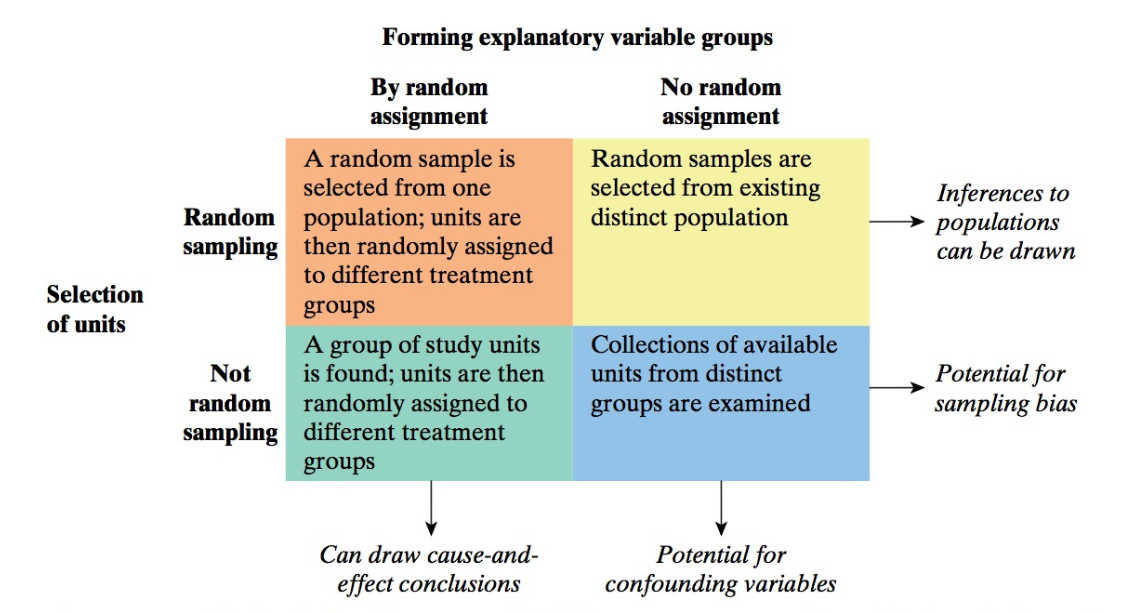 Forming explanatory variable groups
By random
assignment
No random
assignment
Selection
of units
Random
sampling
A random sample is
selected from one
population; units are
then randomly assigned
to different treatment
groups
Random samples are
selected from existing
distinct population
Inferences to
populations
can be drawn
Not
random
sampling
A group of study units
is found; units are then
randomly assigned to
different treatment
groups
Collections of available
units from distinct
groups are examined
Potential for
sampling bias
Can draw cause-and-
effect conclusions
Potential for
confounding variables